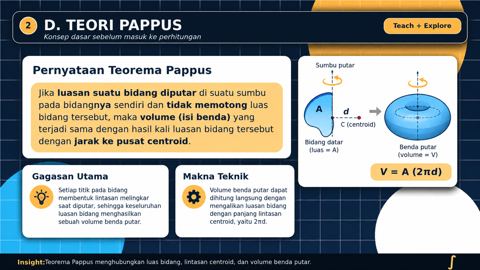 2
D. TEORI PAPPUS
Konsep dasar sebelum masuk ke perhitungan
Teach + Explore
Pernyataan Teorema Pappus
Jika luasan suatu bidang diputar di suatu sumbu
pada bidangnya sendiri dan tidak memotong luas
bidang tersebut, maka volume (isi benda) yang
terjadi sama dengan hasil kali luasan bidang tersebut
dengan jarak ke pusat centroid.
Sumbu putar
A
d
C (centroid)
Bidang datar
(luas = A)
Benda putar
(volume = V)
V = A (2πd)
Gagasan Utama
Setiap titik pada bidang
membentuk lintasan melingkar
saat diputar, sehingga keseluruhan
luasan bidang menghasilkan
sebuah volume benda putar.
Makna Teknik
Volume benda putar dapat
dihitung langsung dengan
mengalikan luasan bidang
dengan panjang lintasan
centroid, yaitu 2πd.
Insight: Teorema Pappus menghubungkan luas bidang, lintasan centroid, dan volume benda putar.
∫